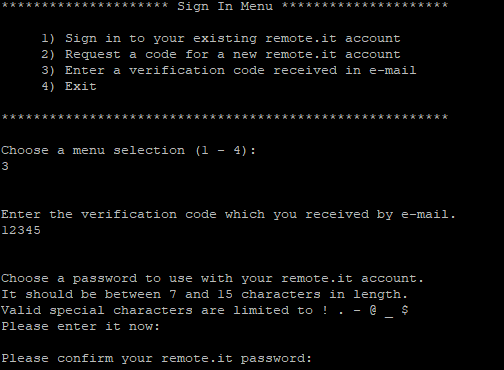 ********************* Sign In Menu *********************
1) Sign in to your existing remote.it account
2) Request a code for a new remote.it account
3) Enter a verification code received in e-mail
4) Exit
********************************************************
Choose a menu selection (1 - 4):
3
Enter the verification code which you received by e-mail.
12345
Choose a password to use with your remote.it account.
It should be between 7 and 15 characters in length.
Valid special characters are limited to ! . - @ _ $
Please enter it now:
Please confirm your remote.it password: